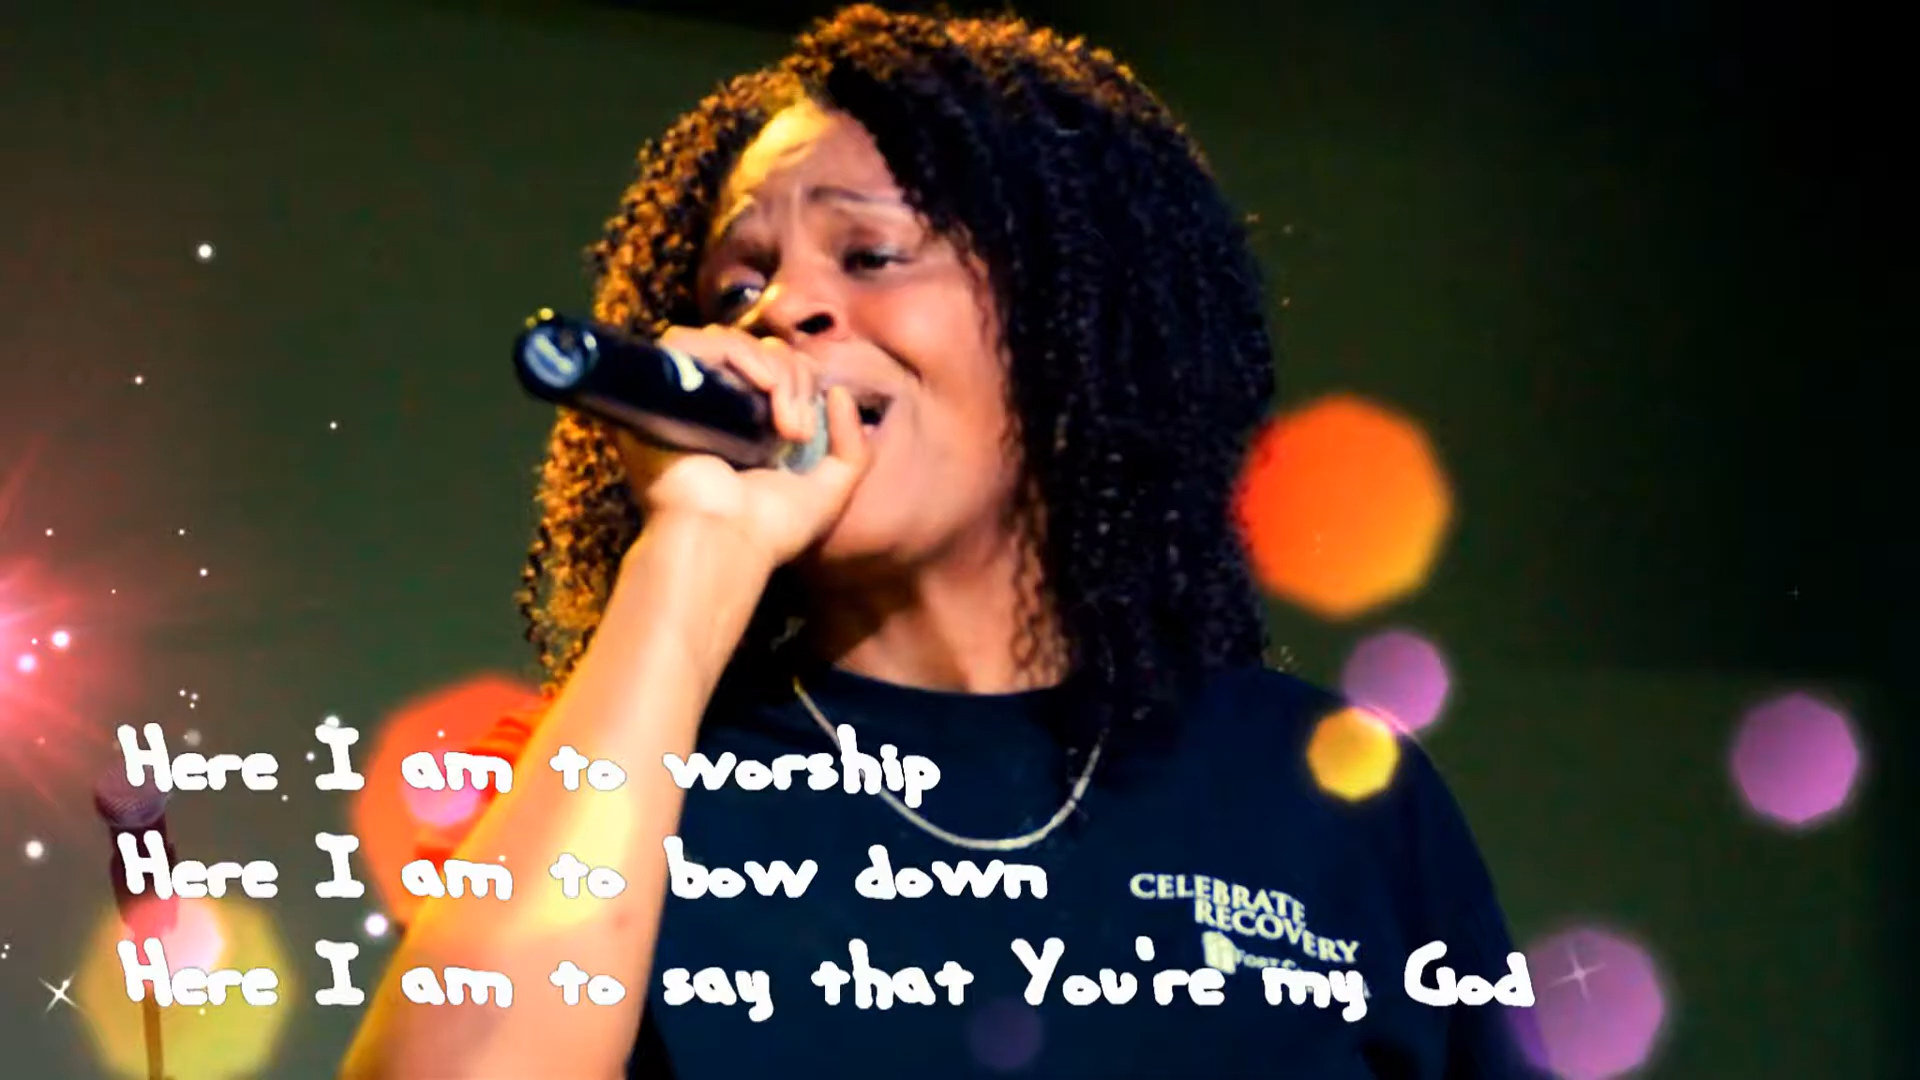 Here I am to worship
Here I am to bow down
Here I am to say that You're my God
CELEBRATE
RECOVERY